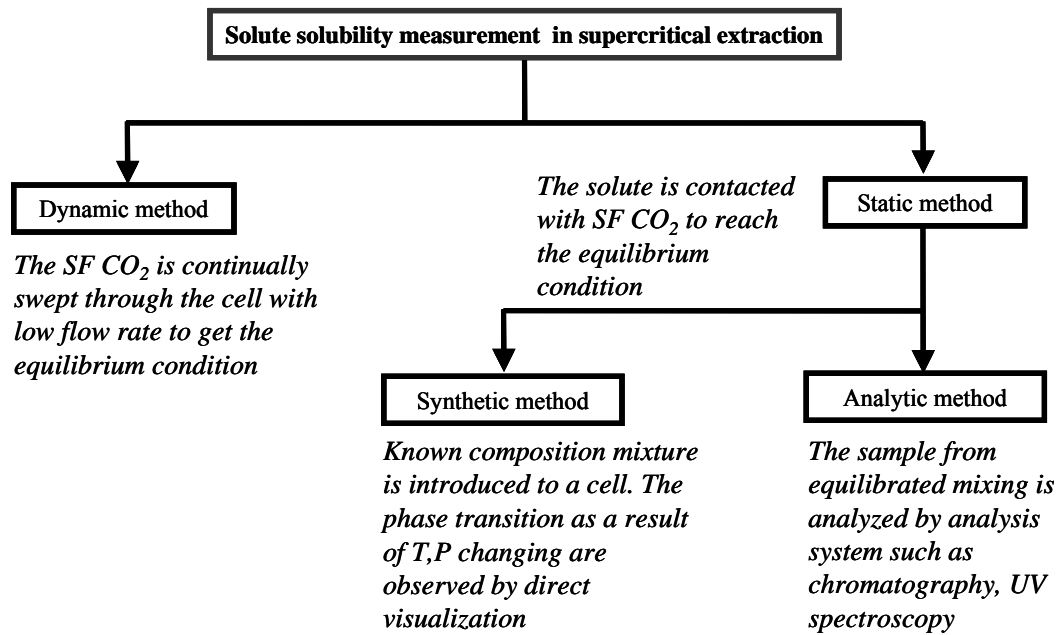 Solute solubility measurement in supercritical extraction
Dynamic method
The SF CO₂ is continually
swept through the cell with
low flow rate to get the
equilibrium condition
The solute is contacted
with SF CO₂ to reach
the equilibrium
condition
Static method
Synthetic method
Known composition mixture
is introduced to a cell. The
phase transition as a result
of T,P changing are
observed by direct
visualization
Analytic method
The sample from
equilibrated mixing is
analyzed by analysis
system such as
chromatography, UV
spectroscopy